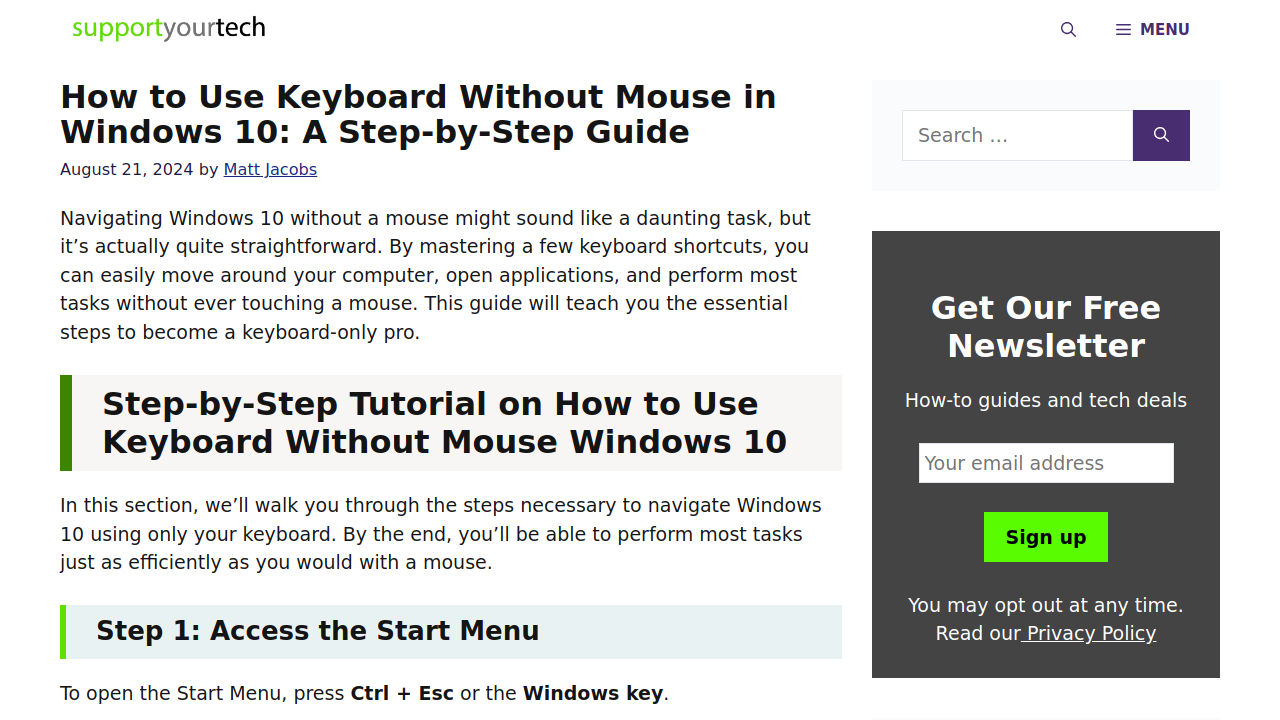 supportyourtech
MENU
How to Use Keyboard Without Mouse in
Windows 10: A Step-by-Step Guide
August 21, 2024 by Matt Jacobs
Navigating Windows 10 without a mouse might sound like a daunting task, but
it’s actually quite straightforward. By mastering a few keyboard shortcuts, you
can easily move around your computer, open applications, and perform most
tasks without ever touching a mouse. This guide will teach you the essential
steps to become a keyboard-only pro.
Step-by-Step Tutorial on How to Use
Keyboard Without Mouse Windows 10
In this section, we’ll walk you through the steps necessary to navigate Windows
10 using only your keyboard. By the end, you’ll be able to perform most tasks
just as efficiently as you would with a mouse.
Step 1: Access the Start Menu
To open the Start Menu, press Ctrl + Esc or the Windows key.
Search …
Get Our Free
Newsletter
How-to guides and tech deals
Your email address
Sign up
You may opt out at any time.
Read our Privacy Policy